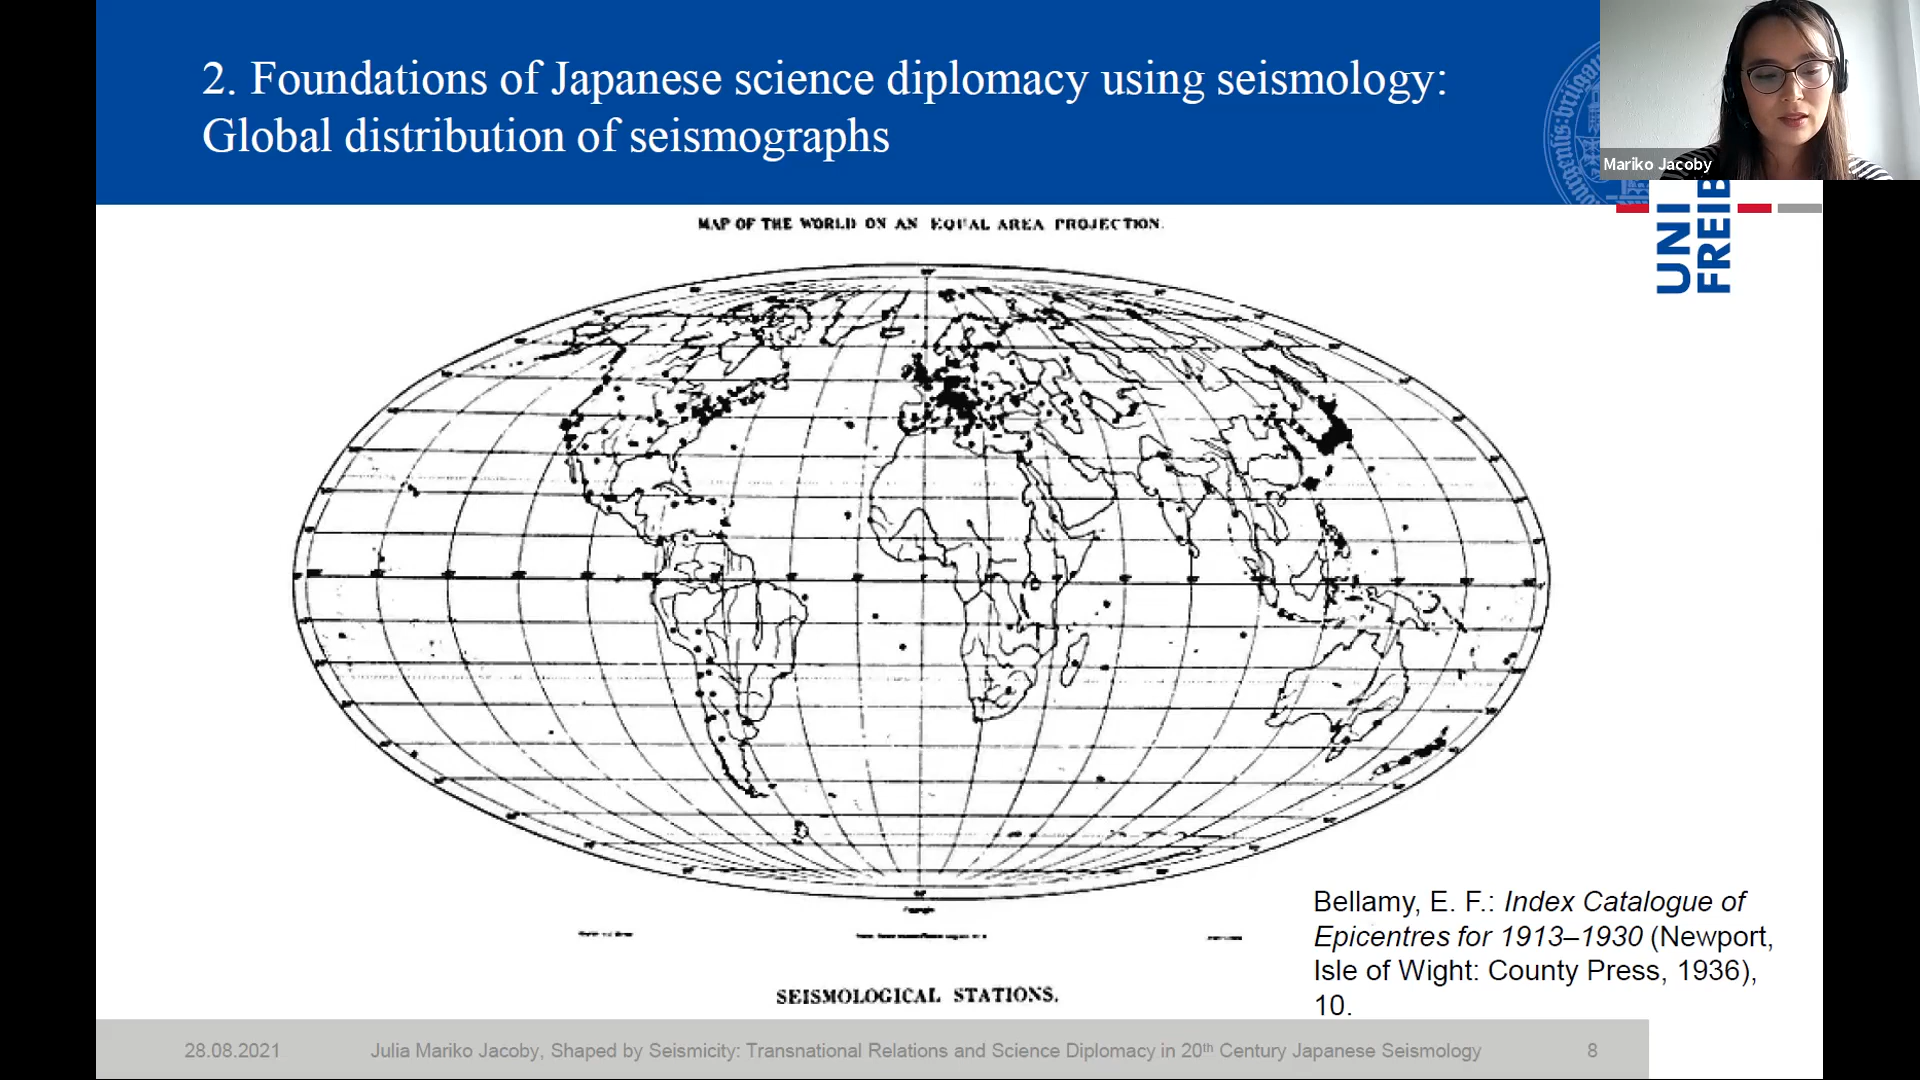 2. Foundations of Japanese science diplomacy using seismology:
Global distribution of seismographs
Mariko Jacoby
UNI
FREIB
MAP OF THE WORLD ON AN EQUAL AREA PROJECTION.
SEISMOLOGICAL STATIONS.
Bellamy, E. F.: Index Catalogue of
Epicentres for 1913–1930 (Newport,
Isle of Wight: County Press, 1936),
10.
28.08.2021
Julia Mariko Jacoby, Shaped by Seismicity: Transnational Relations and Science Diplomacy in 20th Century Japanese Seismology
8